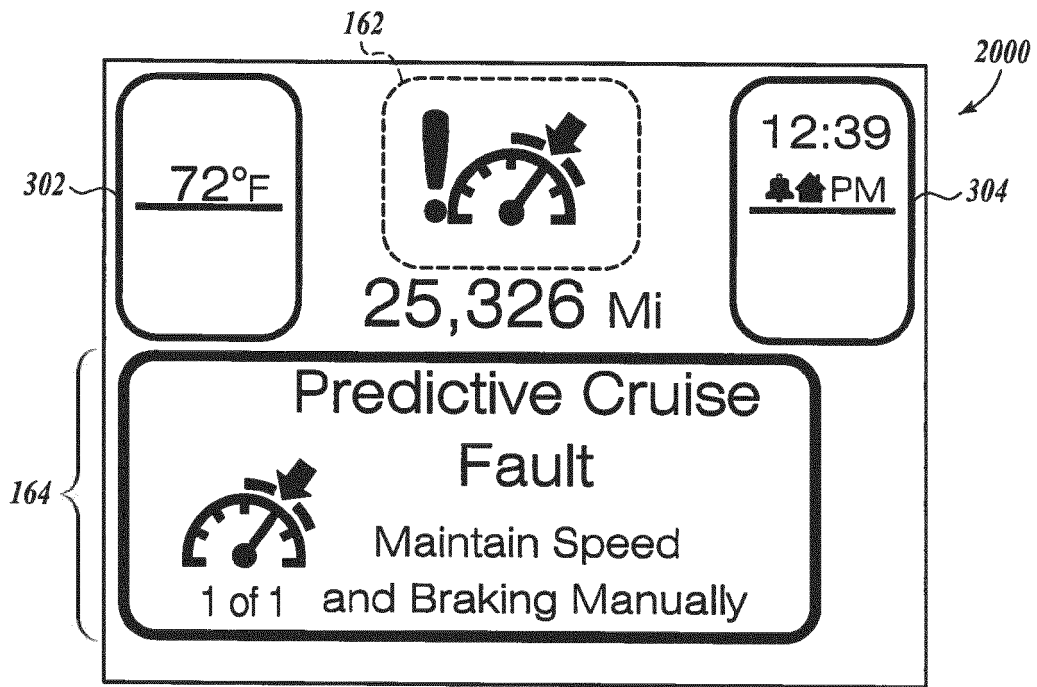 162
2000
302
72°F
12:39
PM
304
25,326 Mi
164
Predictive Cruise
Fault
Maintain Speed
1 of 1 and Braking Manually